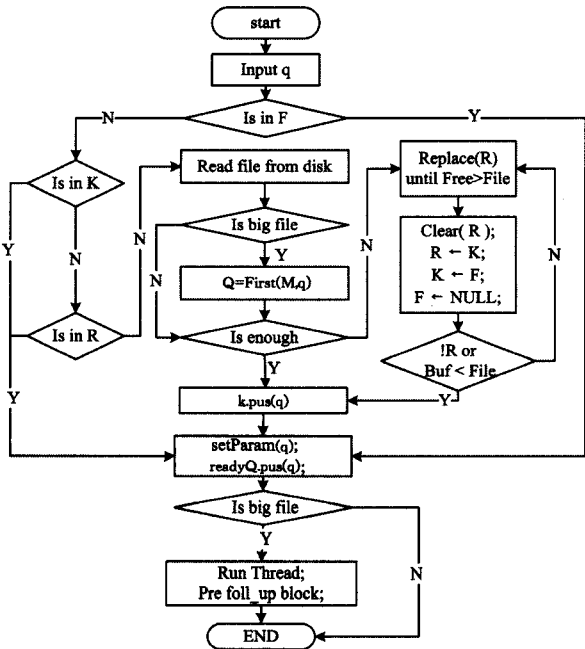 start
Input q
Is in F
N
Y
Is in K
Read file from disk
Replace(R)
until Free>File
Y
N
N
Is big file
N
Y
N
Q=First(M,q)
Clear( R );
R ← K;
K ← F;
F ← NULL;
N
Is in R
Is enough
Y
!R or
Buf < File
Y
k.pus(q)
Y
setParam(q);
readyQ.pus(q);
Is big file
Y
N
Run Thread;
Pre foll_up block;
END